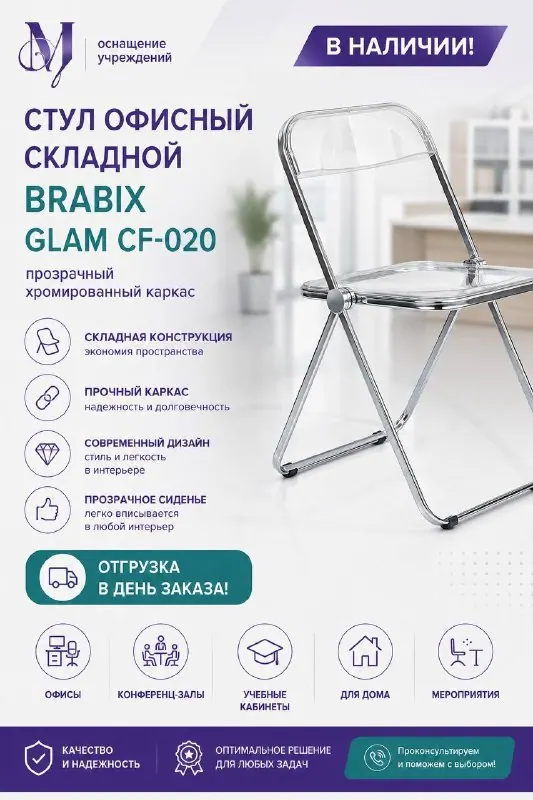 МJ
оснащение
учреждений
В НАЛИЧИИ!
СТУЛ ОФИСНЫЙ
СКЛАДНОЙ
BRABIX
GLAM CF-020
прозрачный
хромированный каркас
СКЛАДНАЯ КОНСТРУКЦИЯ
экономия пространства
ПРОЧНЫЙ КАРКАС
надежность и долговечность
СОВРЕМЕННЫЙ ДИЗАЙН
стиль и легкость
в интерьере
ПРОЗРАЧНОЕ СИДЕНЬЕ
легко вписывается
в любой интерьер
ОТГРУЗКА
В ДЕНЬ ЗАКАЗА!
ОФИСЫ
КОНФЕРЕНЦ-ЗАЛЫ
УЧЕБНЫЕ
КАБИНЕТЫ
ДЛЯ ДОМА
МЕРОПРИЯТИЯ
КАЧЕСТВО
И НАДЕЖНОСТЬ
ОПТИМАЛЬНОЕ РЕШЕНИЕ
ДЛЯ ЛЮБЫХ ЗАДАЧ
Проконсультируем
и поможем с выбором!